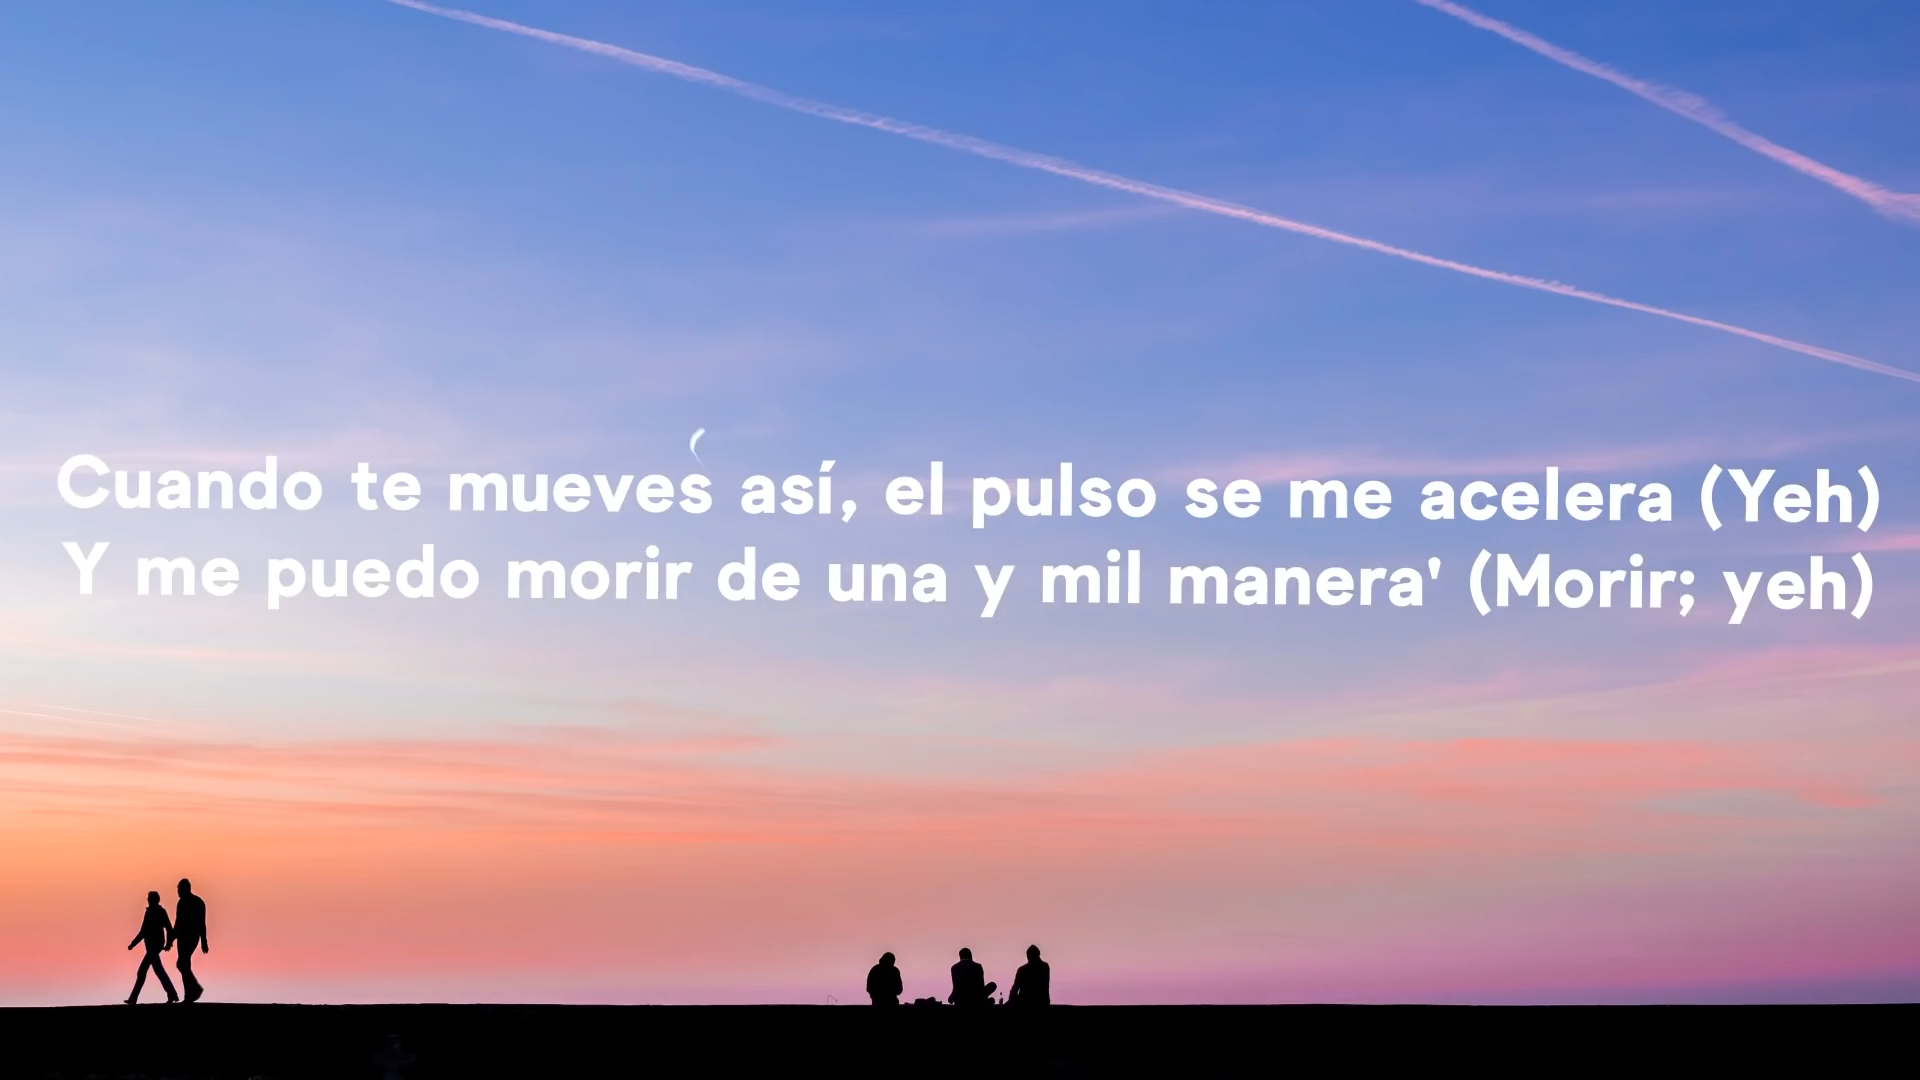 Cuando te mueves así, el pulso se me acelera (Yeh)
Y me puedo morir de una y mil manera' (Morir; yeh)